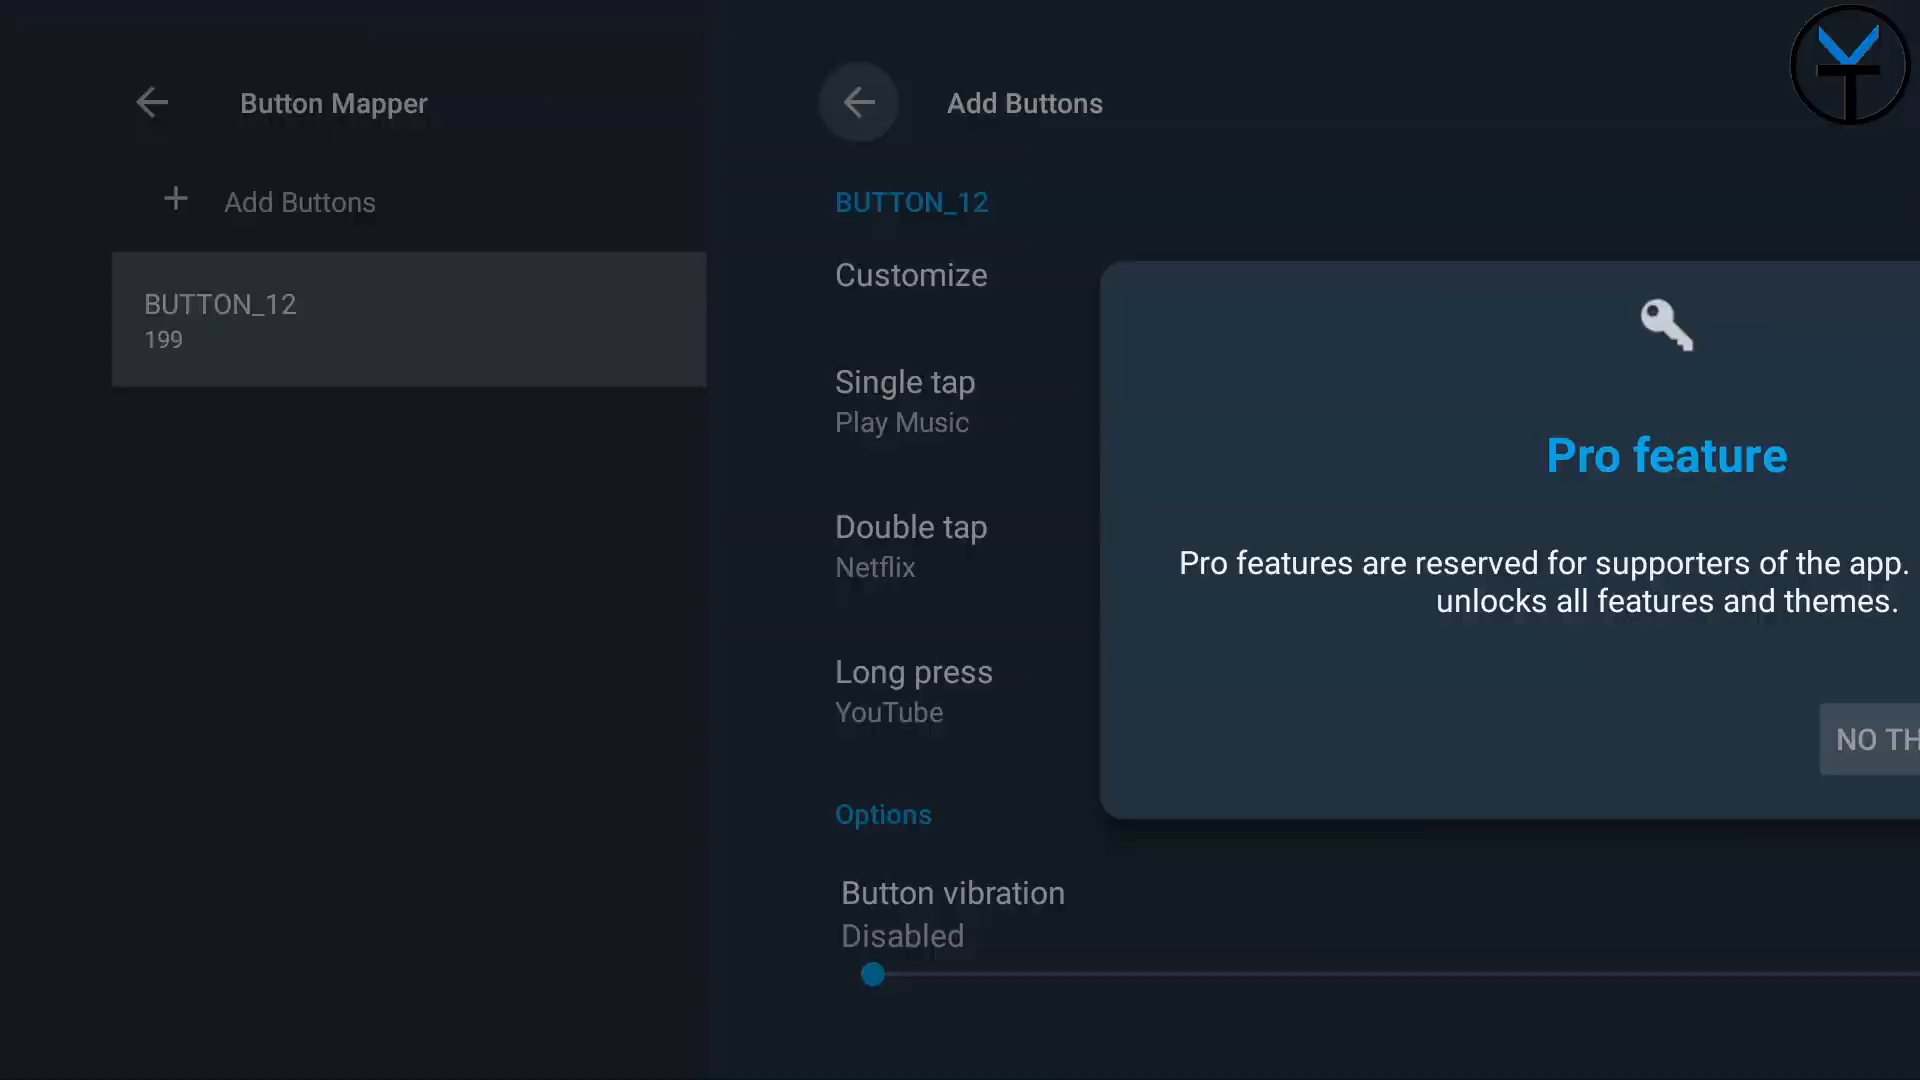 Button Mapper
Add Buttons
BUTTON_12
199
Add Buttons
BUTTON_12
Customize
Single tap
Play Music
Double tap
Netflix
Long press
YouTube
Options
Button vibration
Disabled
Pro feature
Pro features are reserved for supporters of the app.
unlocks all features and themes.
NO TH